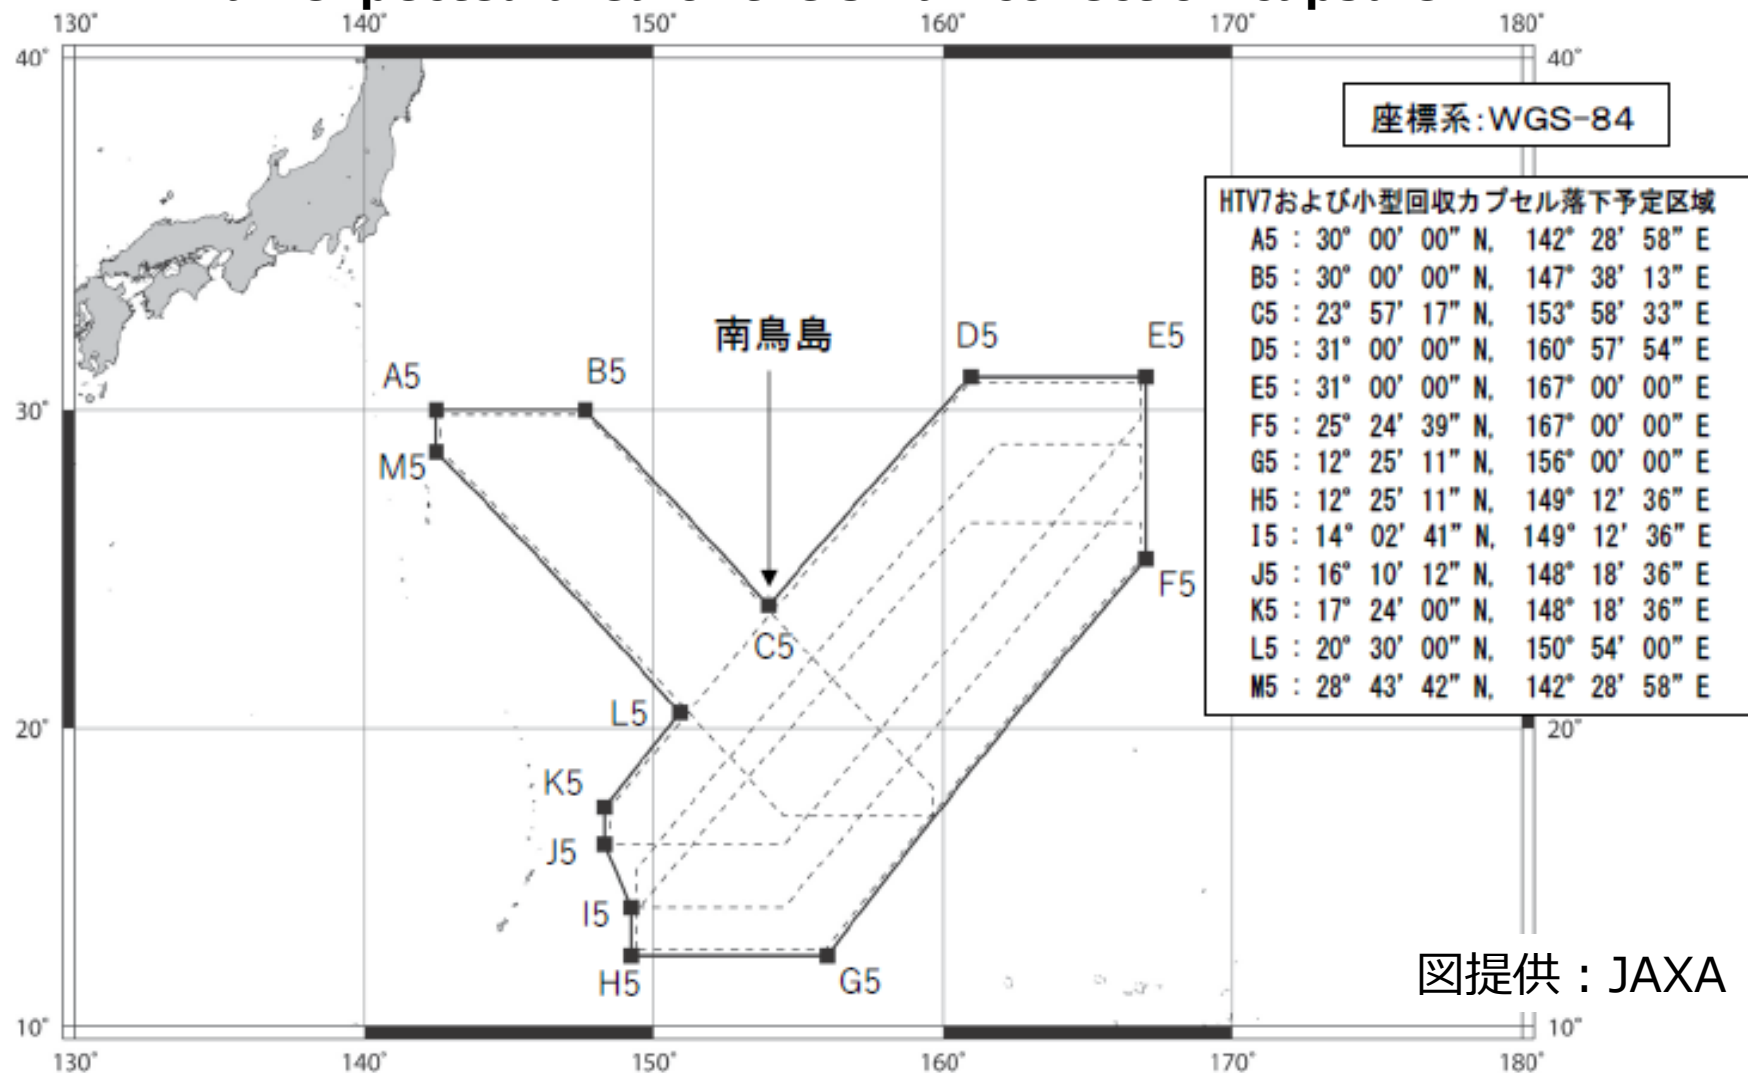 130° 140° 150° 160° 170° 180°
40° 40°
座標系:WGS-84
HTV7および小型回収カプセル落下予定区域
A5 : 30° 00' 00" N, 142° 28' 58" E
B5 : 30° 00' 00" N, 147° 38' 13" E
C5 : 23° 57' 17" N, 153° 58' 33" E
D5 : 31° 00' 00" N, 160° 57' 54" E
E5 : 31° 00' 00" N, 167° 00' 00" E
F5 : 25° 24' 39" N, 167° 00' 00" E
G5 : 12° 25' 11" N, 156° 00' 00" E
H5 : 12° 25' 11" N, 149° 12' 36" E
I5 : 14° 02' 41" N, 149° 12' 36" E
J5 : 16° 10' 12" N, 148° 18' 36" E
K5 : 17° 24' 00" N, 148° 18' 36" E
L5 : 20° 30' 00" N, 150° 54' 00" E
M5 : 28° 43' 42" N, 142° 28' 58" E
南鳥島
D5
E5
A5
B5
30°
M5
F5
C5
L5
20° 20°
K5
J5
I5
H5
G5
図提供：JAXA
10° 10°
130° 140° 150° 160° 170° 180°